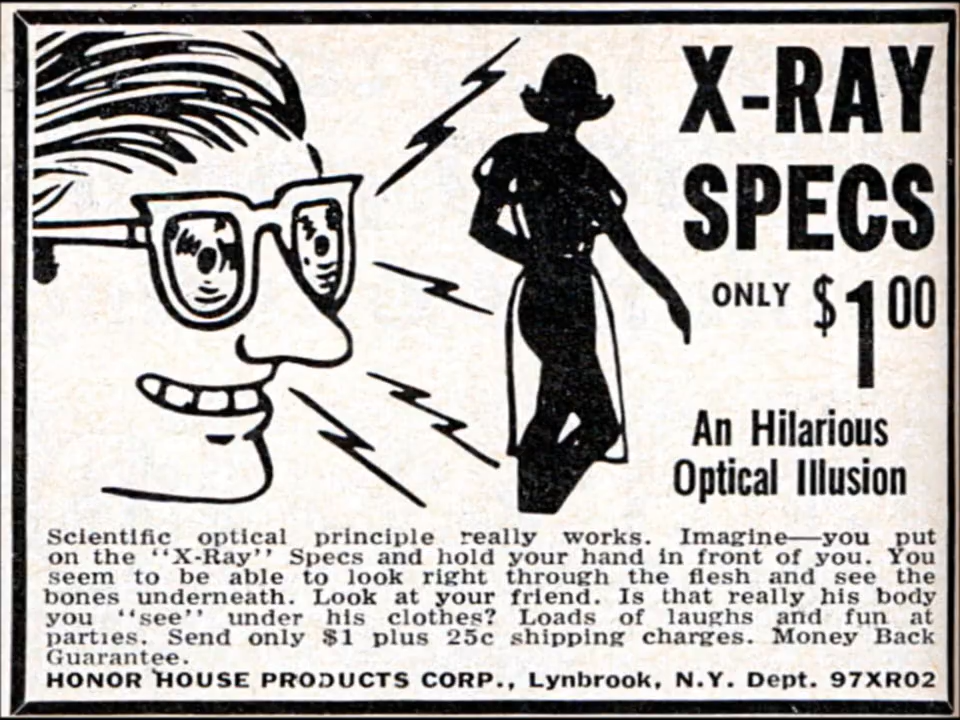 X-RAY
SPECS
ONLY $1 00
An Hilarious
Optical Illusion
Scientific optical principle really works. Imagine—you put
on the "X-Ray" Specs and hold your hand in front of you. You
seem to be able to look right through the flesh and see the
bones underneath. Look at your friend. Is that really his body
you "see" under his clothes? Loads of laughs and fun at
parties. Send only $1 plus 25c shipping charges. Money Back
Guarantee.
HONOR HOUSE PRODUCTS CORP., Lynbrook, N.Y. Dept. 97XR02